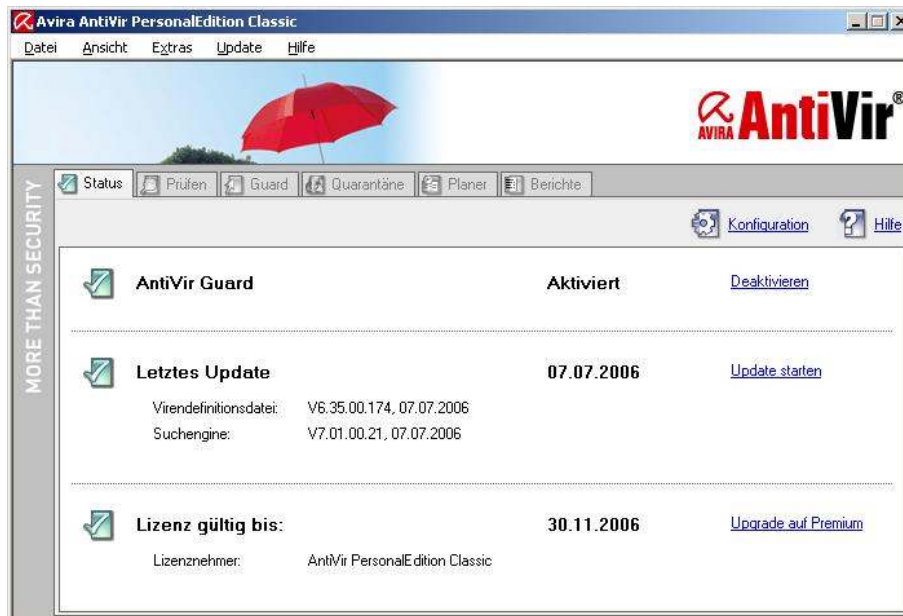 Avira AntiVir PersonalEdition Classic
Datei Ansicht Extras Update Hilfe
AVIRA AntiVir®
MORE THAN SECURITY
Status Prüfen Guard Quarantäne Planer Berichte
Konfiguration Hilfe
AntiVir Guard Aktiviert Deaktivieren
Letztes Update 07.07.2006 Update starten
Virendefinitionsdatei: V6.35.00.174, 07.07.2006
Suchengine: V7.01.00.21, 07.07.2006
Lizenz gültig bis: 30.11.2006 Upgrade auf Premium
Lizenznehmer: AntiVir PersonalEdition Classic